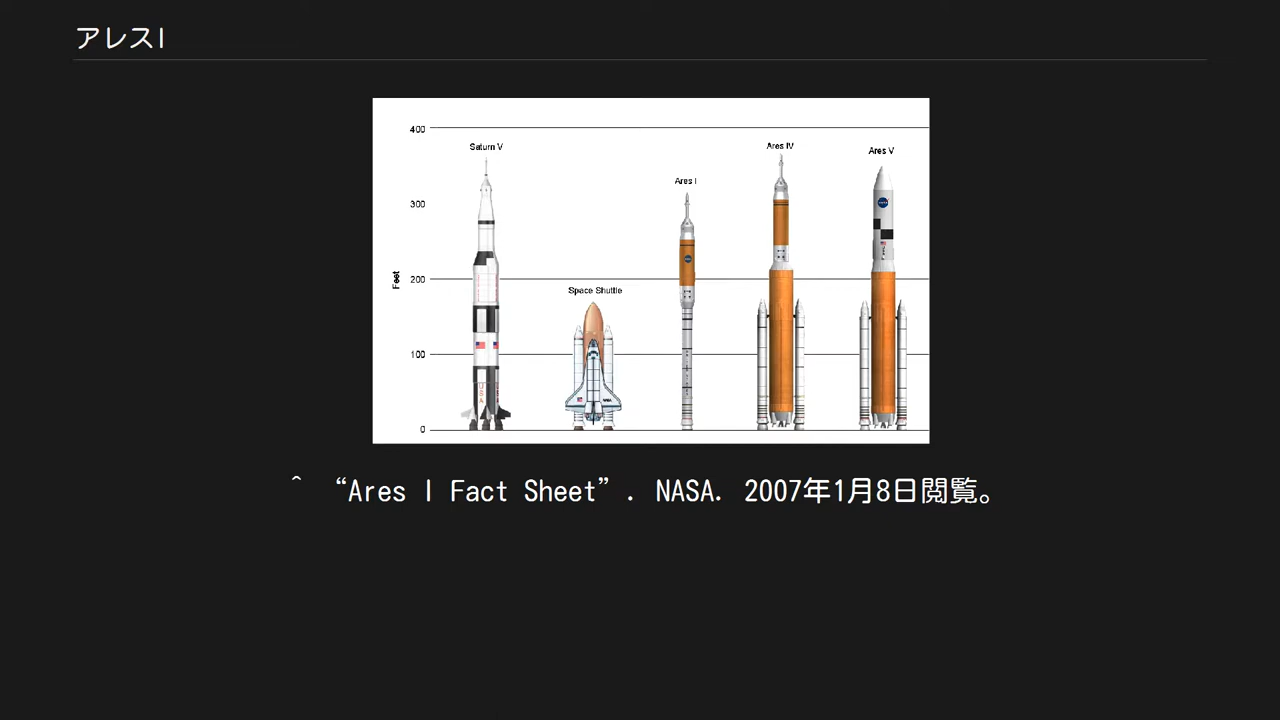 アレスI
400
Saturn V
Ares IV
Ares V
Ares I
300
Feet
200
Space Shuttle
100
0
^ “Ares I Fact Sheet”. NASA. 2007年1月8日閲覧。